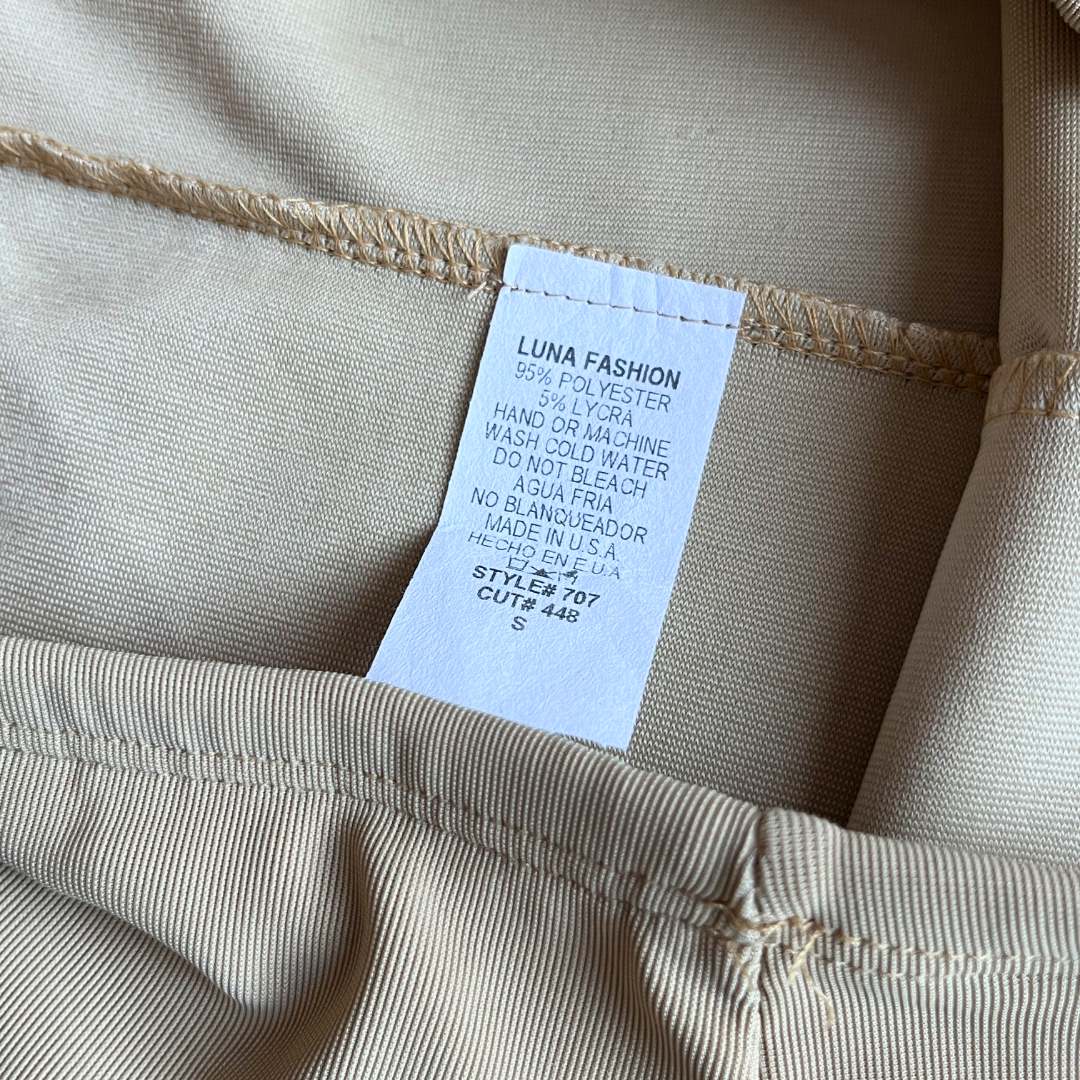 LUNA FASHION
95% POLYESTER
5% LYCRA
HAND OR MACHINE
WASH COLD WATER
DO NOT BLEACH
AGUA FRIA
NO BLANQUEADOR
MADE IN U.S.A.
HECHO EN E.U.A
STYLE# 707
CUT# 448
S